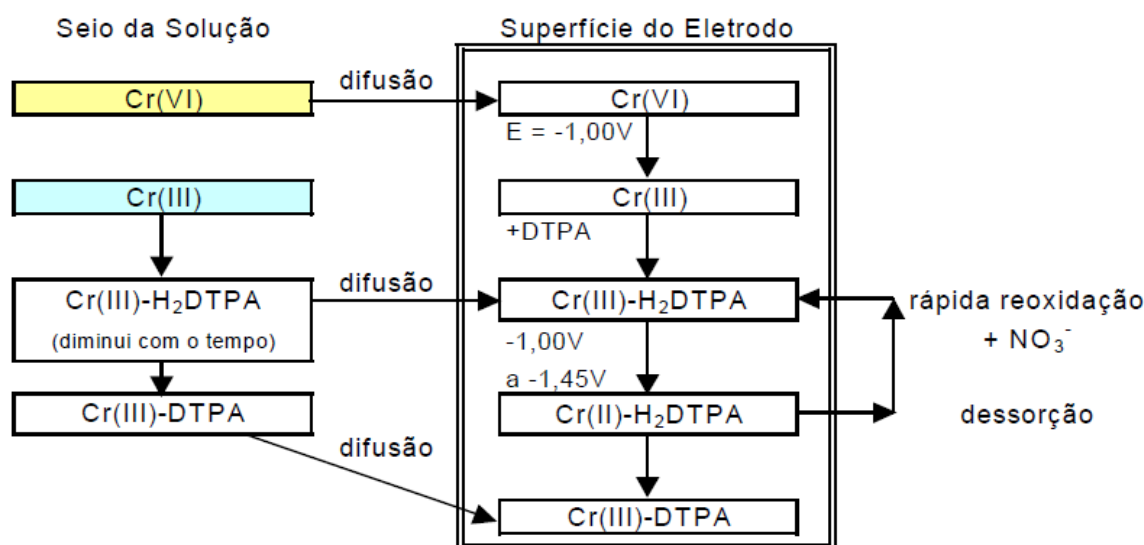 Seio da Solução
Superfície do Eletrodo
Cr(VI)
difusão
Cr(VI)
E = -1,00V
Cr(III)
Cr(III)
+DTPA
Cr(III)-H₂DTPA
(diminui com o tempo)
difusão
Cr(III)-H₂DTPA
rápida reoxidação
+ NO₃⁻
-1,00V
a -1,45V
Cr(III)-DTPA
Cr(II)-H₂DTPA
dessorção
difusão
Cr(III)-DTPA